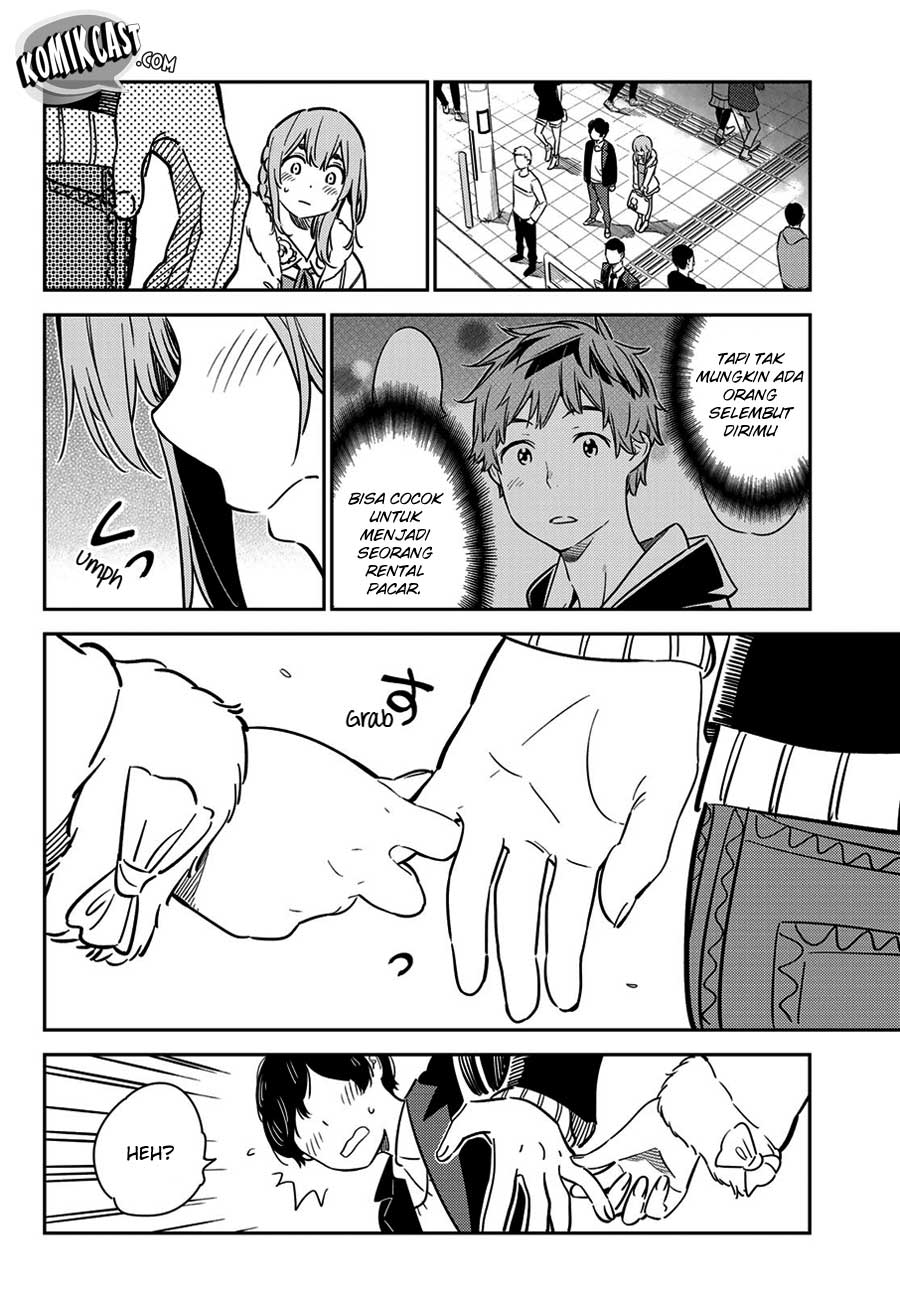 KOMIKCAST
.COM
TAPI TAK
MUNGKIN ADA
ORANG
SELEMBUT
DIRIMU
BISA COCOK
UNTUK
MENJADI
SEORANG
RENTAL
PACAR.
UMPH
す
Grab
HEH?